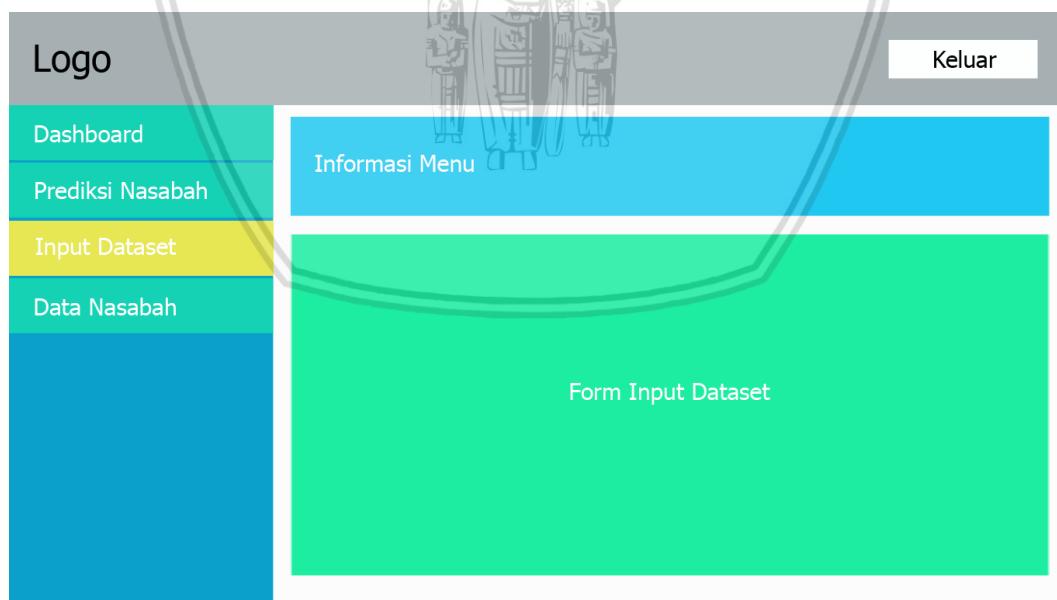 Logo
Keluar
Dashboard
Prediksi Nasabah
Input Dataset
Data Nasabah
Informasi Menu
Form Input Dataset